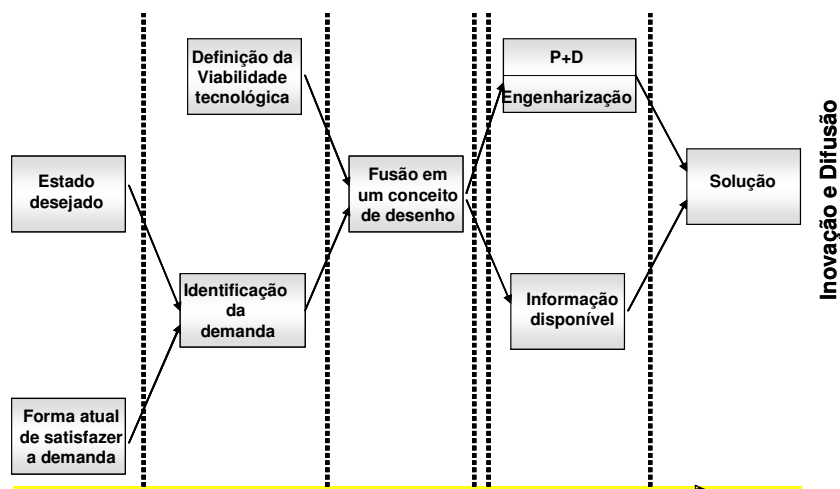 Definição da
Viabilidade
tecnológica
P+D
Engenharização
Estado
desejado
Fusão em
um conceito
de desenho
Solução
Inovação e Difusão
Identificação
da
demanda
Informação
disponível
Forma atual
de satisfazer
a demanda